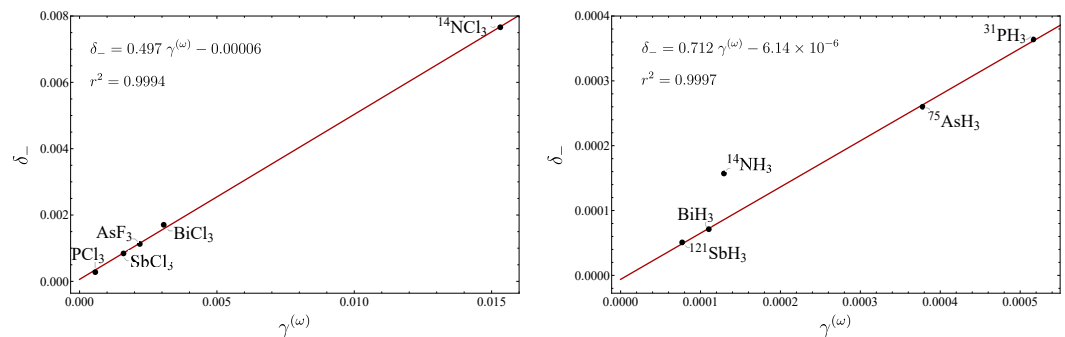 δ₋ = 0.497 γ^(ω) − 0.00006
r² = 0.9994
¹⁴NCl₃
BiCl₃
AsF₃
SbCl₃
PCl₃
0.008
0.006
0.004
0.002
0.000
δ₋
0.000 0.005 0.010 0.015
γ^(ω)
δ₋ = 0.712 γ^(ω) − 6.14 × 10⁻⁶
r² = 0.9997
³¹PH₃
⁷⁵AsH₃
¹⁴NH₃
BiH₃
¹²¹SbH₃
0.0004
0.0003
0.0002
0.0001
0.0000
δ₋
0.0000 0.0001 0.0002 0.0003 0.0004 0.0005
γ^(ω)